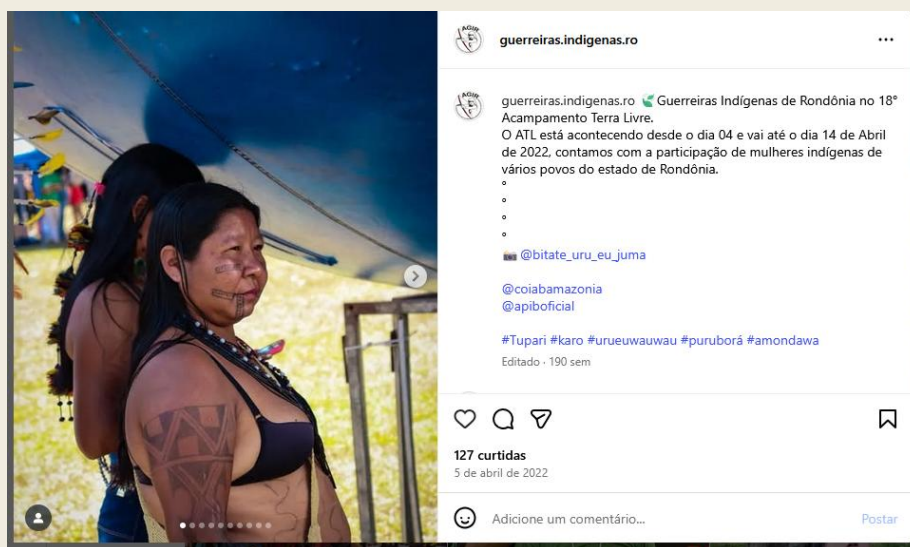 AGIR
guerreiras.indigenas.ro
AGIR
guerreiras.indigenas.ro 🍃Guerreiras Indígenas de Rondônia no 18°
Acampamento Terra Livre.
O ATL está acontecendo desde o dia 04 e vai até o dia 14 de Abril
de 2022, contamos com a participação de mulheres indígenas de
vários povos do estado de Rondônia.
°
°
°
°
📷 @bitate_uru_eu_juma
@coiabamazonia
@apiboficial
#Tupari #karo #urueuwauwau #puruborá #amondawa
Editado · 190 sem
127 curtidas
5 de abril de 2022
Adicione um comentário...
Postar